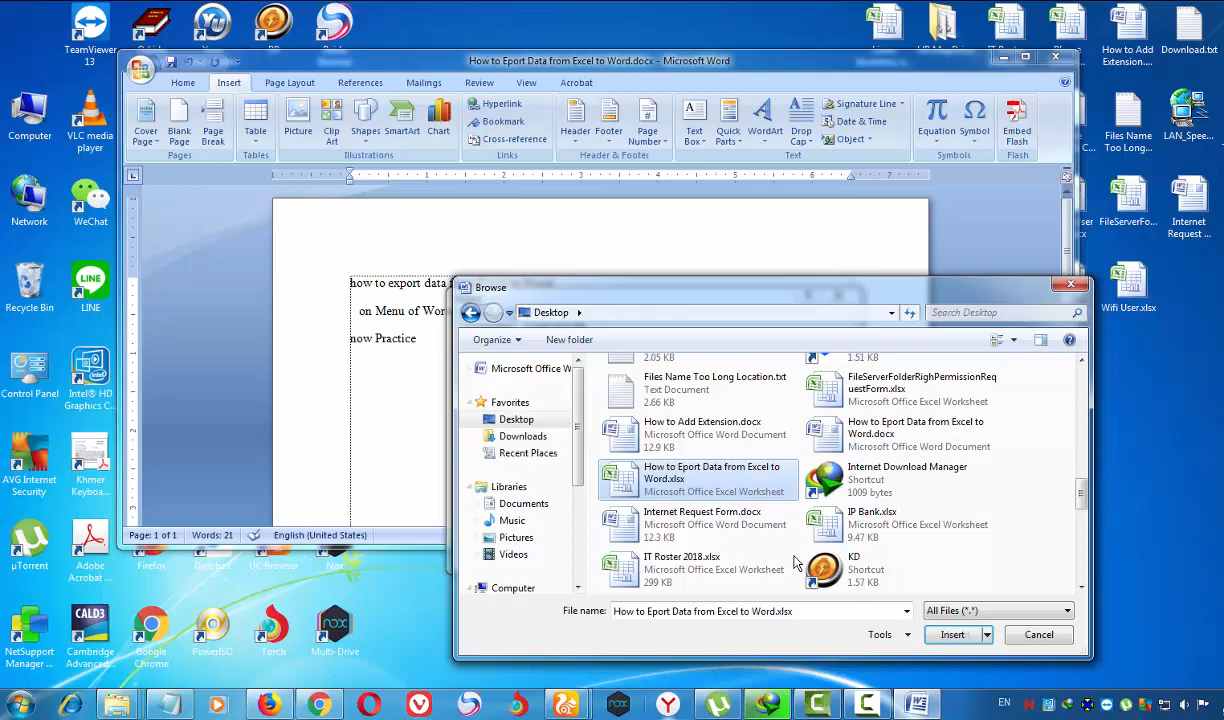 TeamViewer
13
How to Add
Extension....
Download.txt
How to Eport Data from Excel to Word.docx - Microsoft Word
Home
Insert
Page Layout
References
Mailings
Review
View
Acrobat
Cover
Page
Blank
Page
Page
Break
Table
Picture
Clip
Art
Shapes
SmartArt
Chart
Hyperlink
Bookmark
Cross-reference
Header
Footer
Page
Number
Text
Box
Quick
Parts
WordArt
Drop
Cap
Signature Line
Date & Time
Object
Equation
Symbol
Embed
Flash
Pages
Tables
Illustrations
Links
Header & Footer
Text
Symbols
Flash
Computer
VLC media
player
Files Name
Too Long...
LAN_Spee...
Network
WeChat
FileServerFo...
Internet
Request ...
Recycle Bin
LINE
Wifi User.xlsx
1
2
3
4
5
6
7
how to export data
on Menu of Wor
now Practice
Browse
Desktop
Search Desktop
Organize
New folder
Microsoft Office W
Favorites
Desktop
Downloads
Recent Places
Libraries
Documents
Music
Pictures
Videos
Computer
2.05 KB
1.51 KB
Files Name Too Long Location.txt
Text Document
2.66 KB
FileServerFolderRighPermissionReq
uestForm.xlsx
Microsoft Office Excel Worksheet
How to Add Extension.docx
Microsoft Office Word Document
12.9 KB
How to Eport Data from Excel to
Word.docx
Microsoft Office Word Document
How to Eport Data from Excel to
Word.xlsx
Microsoft Office Excel Worksheet
Internet Download Manager
Shortcut
1009 bytes
Internet Request Form.docx
Microsoft Office Word Document
12.3 KB
IP Bank.xlsx
Microsoft Office Excel Worksheet
9.47 KB
IT Roster 2018.xlsx
Microsoft Office Excel Worksheet
299 KB
KD
Shortcut
1.57 KB
File name:
How to Eport Data from Excel to Word.xlsx
All Files (*.*)
Tools
Insert
Cancel
Page: 1 of 1
Words: 21
English (United States)
Control Panel
Intel® HD
Graphics C...
AVG Internet
Security
Khmer
Keyboa...
µTorrent
Adobe
Acrobat ...
Firefox
UC Browser
Nox
NetSupport
Manager ...
Cambridge
Advanced...
Google
Chrome
PowerISO
Torch
Multi-Drive
EN